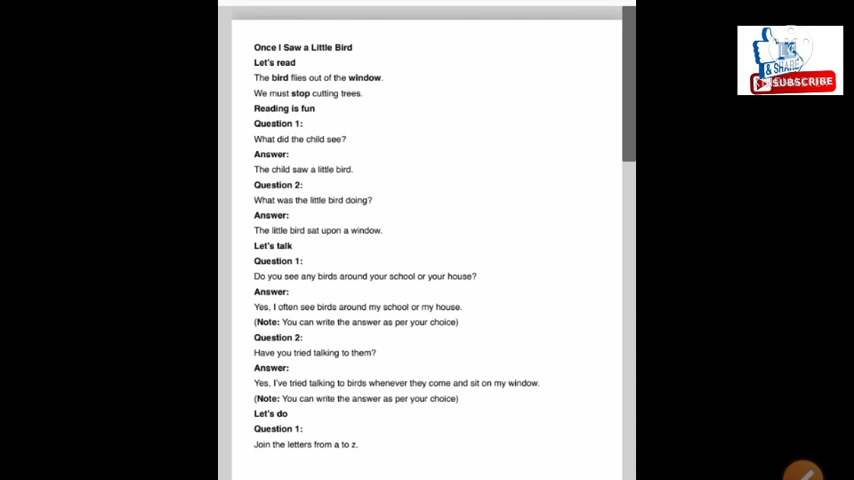 Once I Saw a Little Bird
Let's read
The bird flies out of the window.
We must stop cutting trees.
Reading is fun
Question 1:
What did the child see?
Answer:
The child saw a little bird.
Question 2:
What was the little bird doing?
Answer:
The little bird sat upon a window.
Let's talk
Question 1:
Do you see any birds around your school or your house?
Answer:
Yes, I often see birds around my school or my house.
(Note: You can write the answer as per your choice)
Question 2:
Have you tried talking to them?
Answer:
Yes, I've tried talking to birds whenever they come and sit on my window.
(Note: You can write the answer as per your choice)
Let's do
Question 1:
Join the letters from a to z.
LIKE
& SHARE
SUBSCRIBE